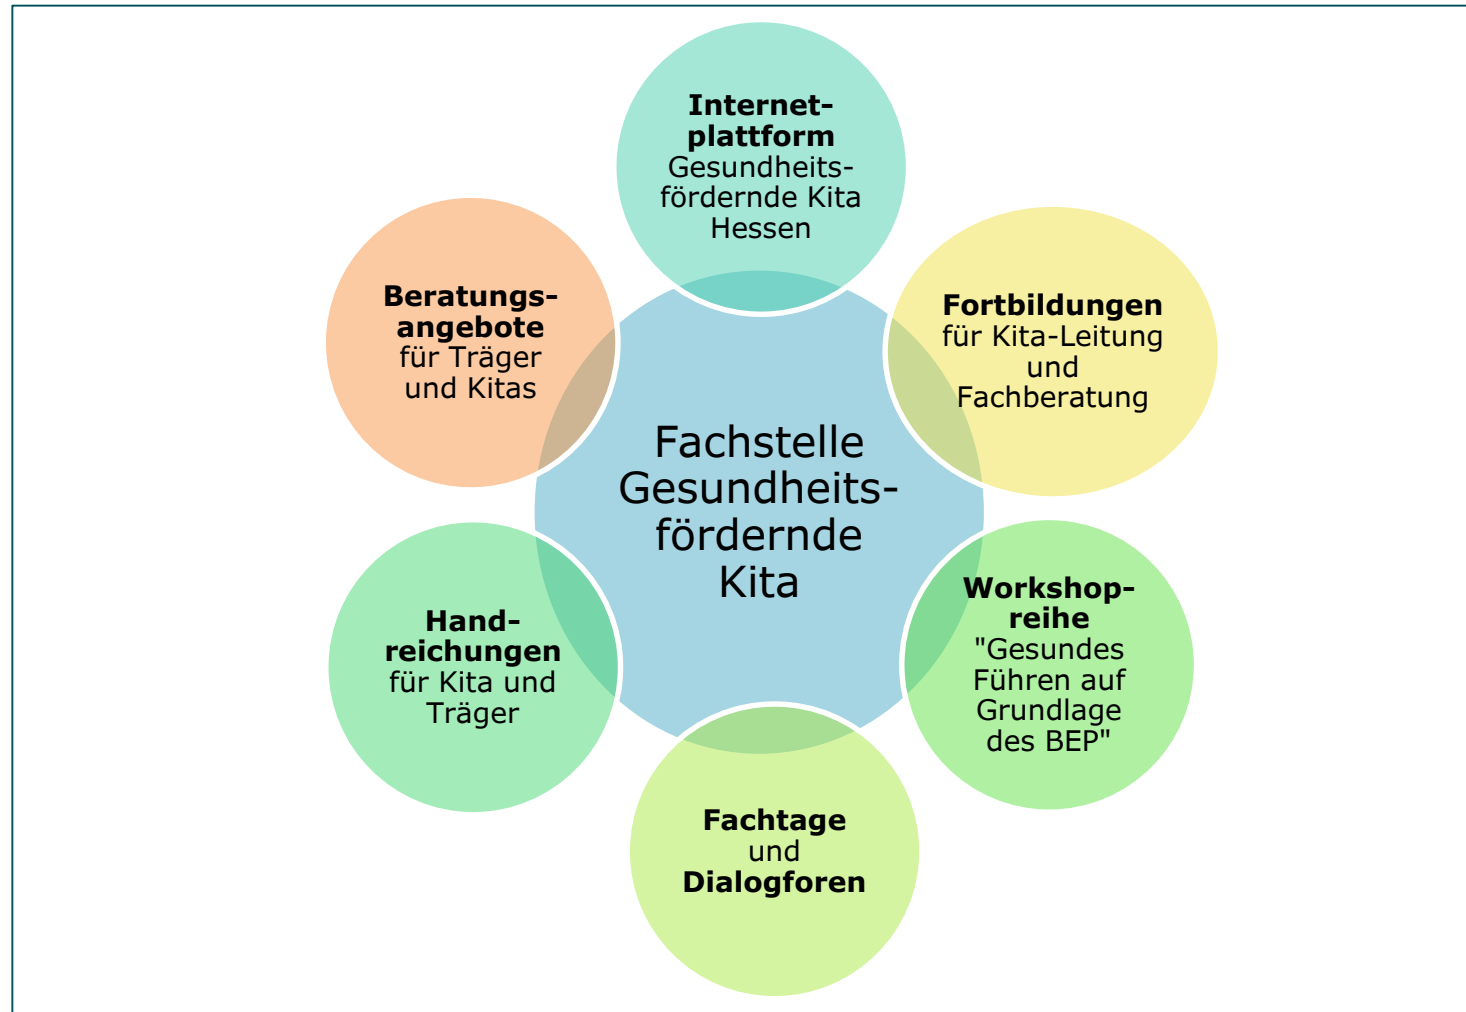 Internet-
plattform
Gesundheits-
fördernde Kita
Hessen
Fortbildungen
für Kita-Leitung
und
Fachberatung
Workshop-
reihe
"Gesundes
Führen auf
Grundlage
des BEP"
Fachtage
und
Dialogforen
Hand-
reichungen
für Kita und
Träger
Beratungs-
angebote
für Träger
und Kitas
Fachstelle
Gesundheits-
fördernde
Kita